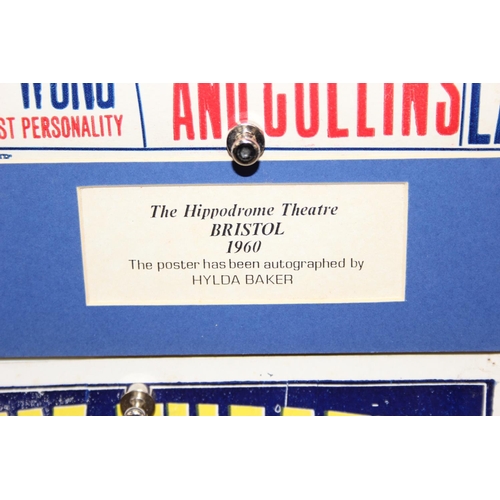 WONG
ST PERSONALITY
AND COLLINS
The Hippodrome Theatre
BRISTOL
1960
The poster has been autographed by
HYLDA BAKER